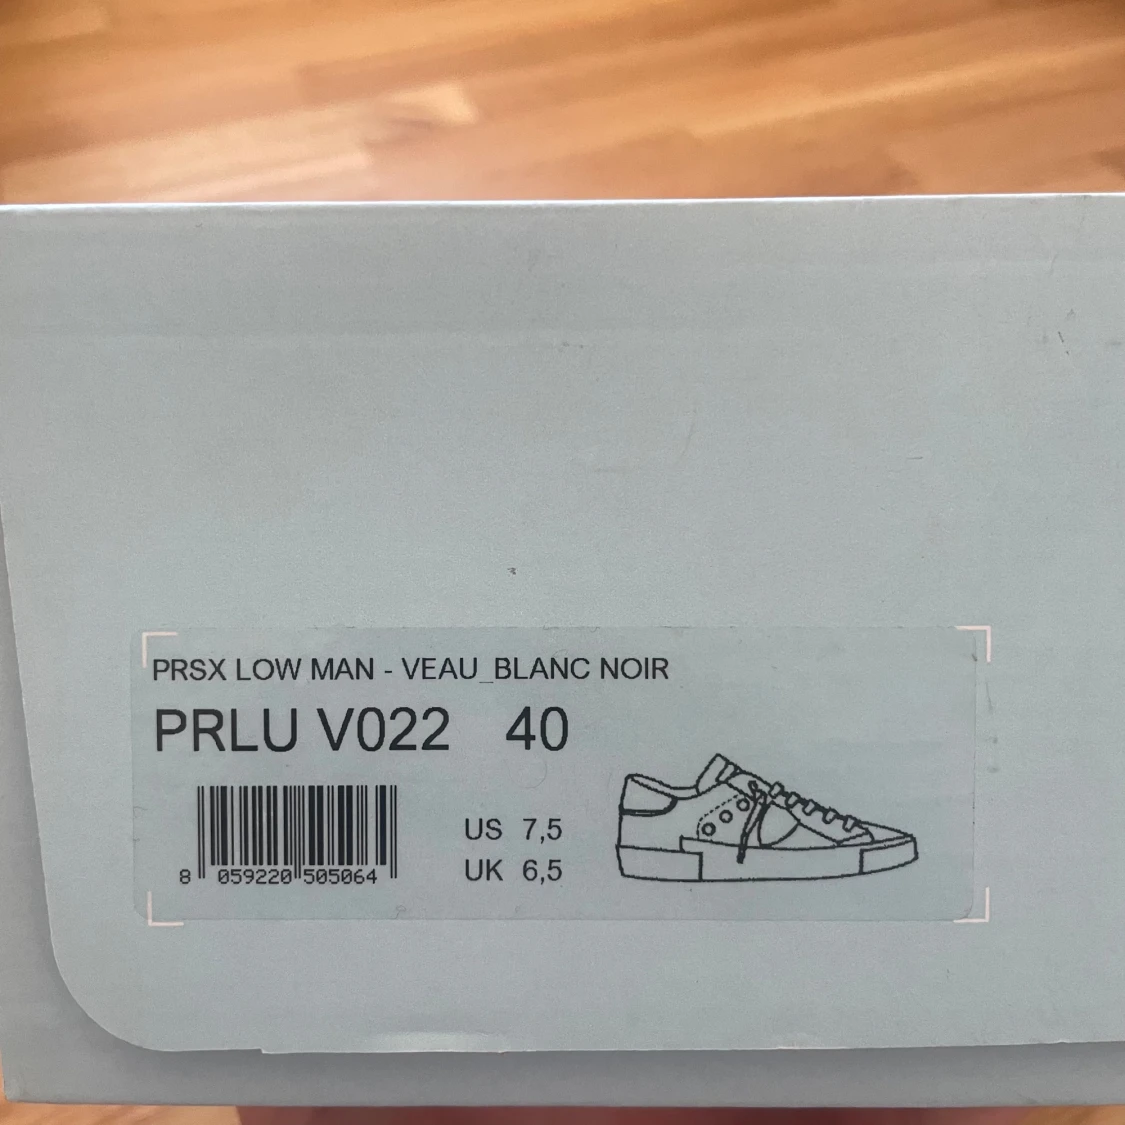 PRSX LOW MAN - VEAU_BLANC NOIR
PRLU V022 40
US 7,5
UK 6,5
8 059220 505064